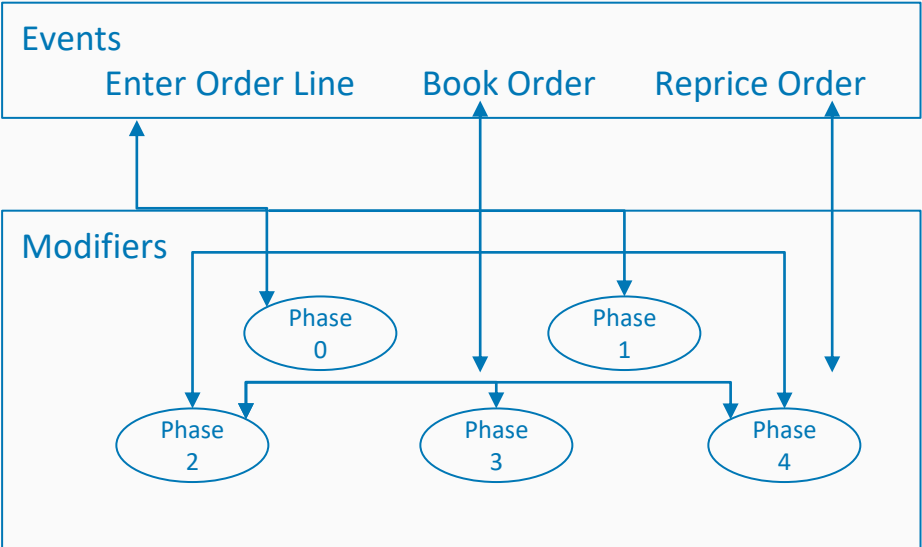 Events
Enter Order Line Book Order Reprice Order
Modifiers
Phase
0
Phase
1
Phase
2
Phase
3
Phase
4